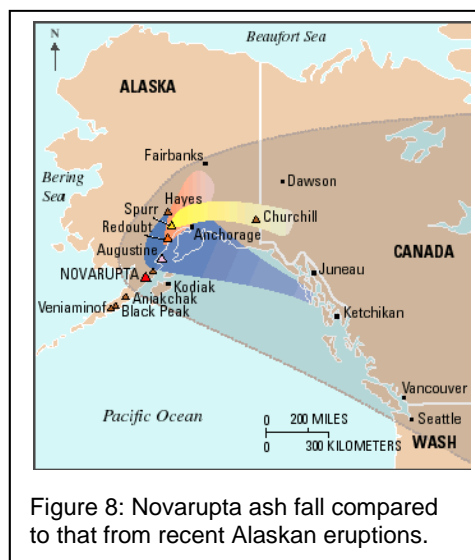 Beaufort Sea
N
ALASKA
Fairbanks
Dawson
Bering
Sea
Hayes
Spurr
Churchill
Redoubt
Anchorage
Augustine
CANADA
NOVARUPTA
Juneau
Kodiak
Aniakchak
Veniaminof
Black Peak
Ketchikan
Vancouver
Pacific Ocean
0 200 MILES
0 300 KILOMETERS
Seattle
WASH
Figure 8: Novarupta ash fall compared
to that from recent Alaskan eruptions.